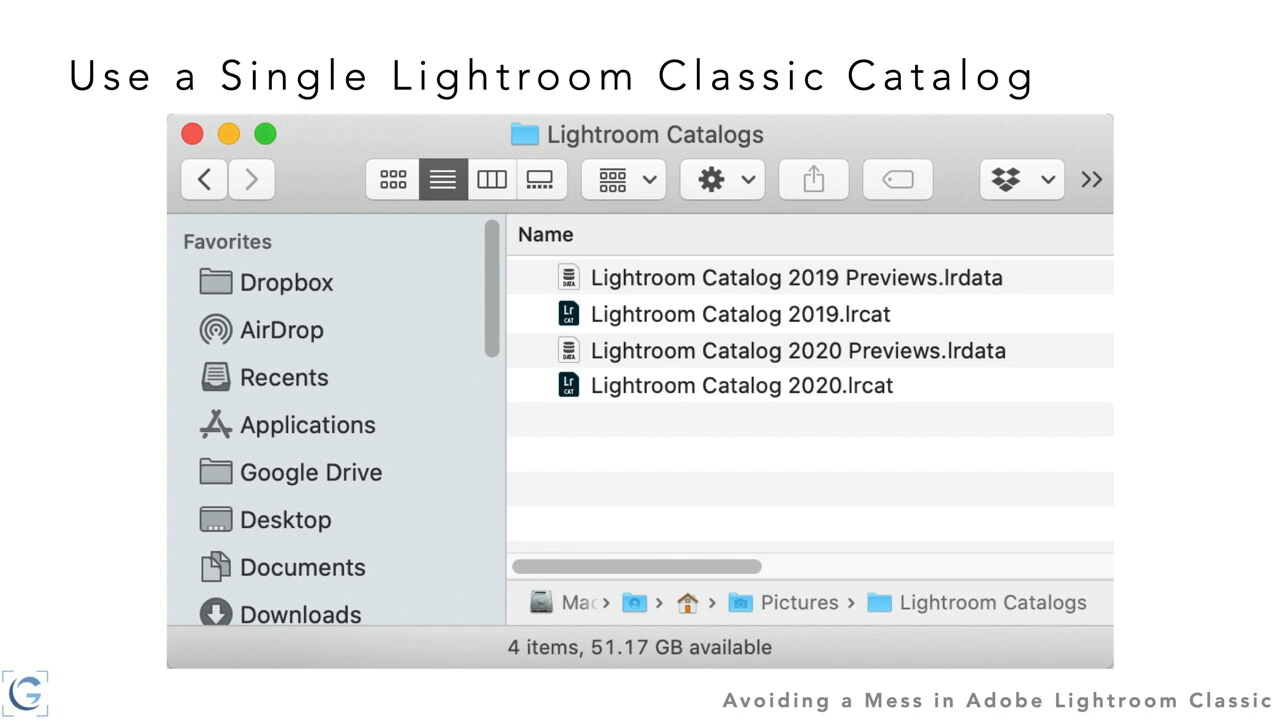 Use a Single Lightroom Classic Catalog
Lightroom Catalogs
Favorites
Dropbox
AirDrop
Recents
Applications
Google Drive
Desktop
Documents
Downloads
Name
Lightroom Catalog 2019 Previews.lrdata
Lightroom Catalog 2019.lrcat
Lightroom Catalog 2020 Previews.lrdata
Lightroom Catalog 2020.lrcat
Mac Pictures Lightroom Catalogs
4 items, 51.17 GB available
Avoiding a Mess in Adobe Lightroom Classic